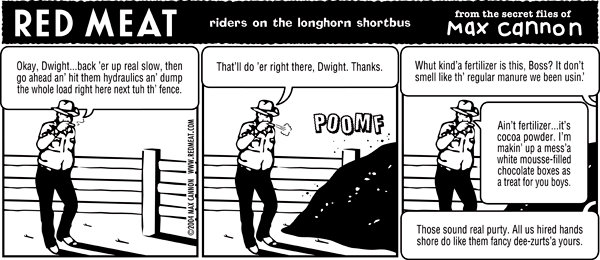 RED MEAT
riders on the longhorn shortbus
from the secret files of
Max cannon
Okay, Dwight...back 'er up real slow, then
go ahead an' hit them hydraulics an' dump
the whole load right here next tuh th' fence.
©2004 MAX CANNON WWW.REDMEAT.COM
That'll do 'er right there, Dwight. Thanks.
POOMF
Whut kind'a fertilizer is this, Boss? It don't
smell like th' regular manure we been usin.'
Ain't fertilizer...it's
cocoa powder. I'm
makin' up a mess'a
white mousse-filled
chocolate boxes as
a treat for you boys.
Those sound real purty. All us hired hands
shore do like them fancy dee-zurts'a yours.